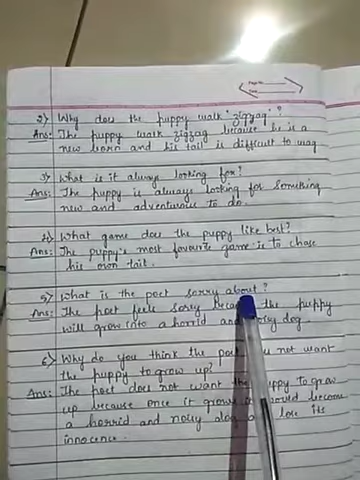 Page No.
Date
2) Why does the puppy walk "zigzag"?
Ans: The puppy walk zigzag because he is a
new born and his tail is difficult to wag
3) What is it always looking for?
Ans: The puppy is always looking for something
new and adventurous to do.
4) What game does the puppy like best?
Ans: The puppy's most favourite game is to chase
his own tail.
5) What is the poet sorry about?
Ans: The poet feels sorry the puppy
will grow into a horrid and noisy dog
6) Why do you think the poet not want
the puppy to grow up?
Ans: The poet does not want the puppy to grow
up because once it grows it would become
a horrid and noisy dog lose its
innocence.